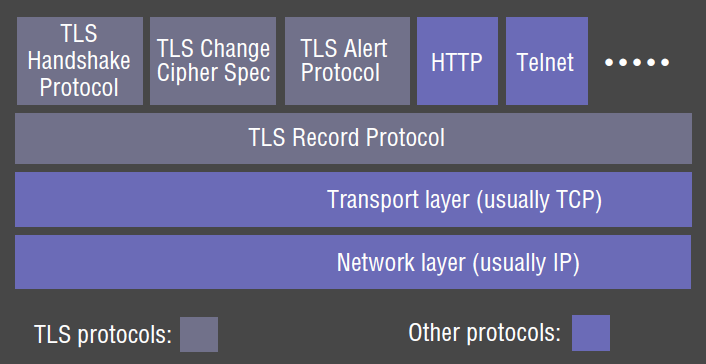 TLS
Handshake
Protocol
TLS Change
Cipher Spec
TLS Alert
Protocol
HTTP
Telnet
•••••
TLS Record Protocol
Transport layer (usually TCP)
Network layer (usually IP)
TLS protocols:
Other protocols: